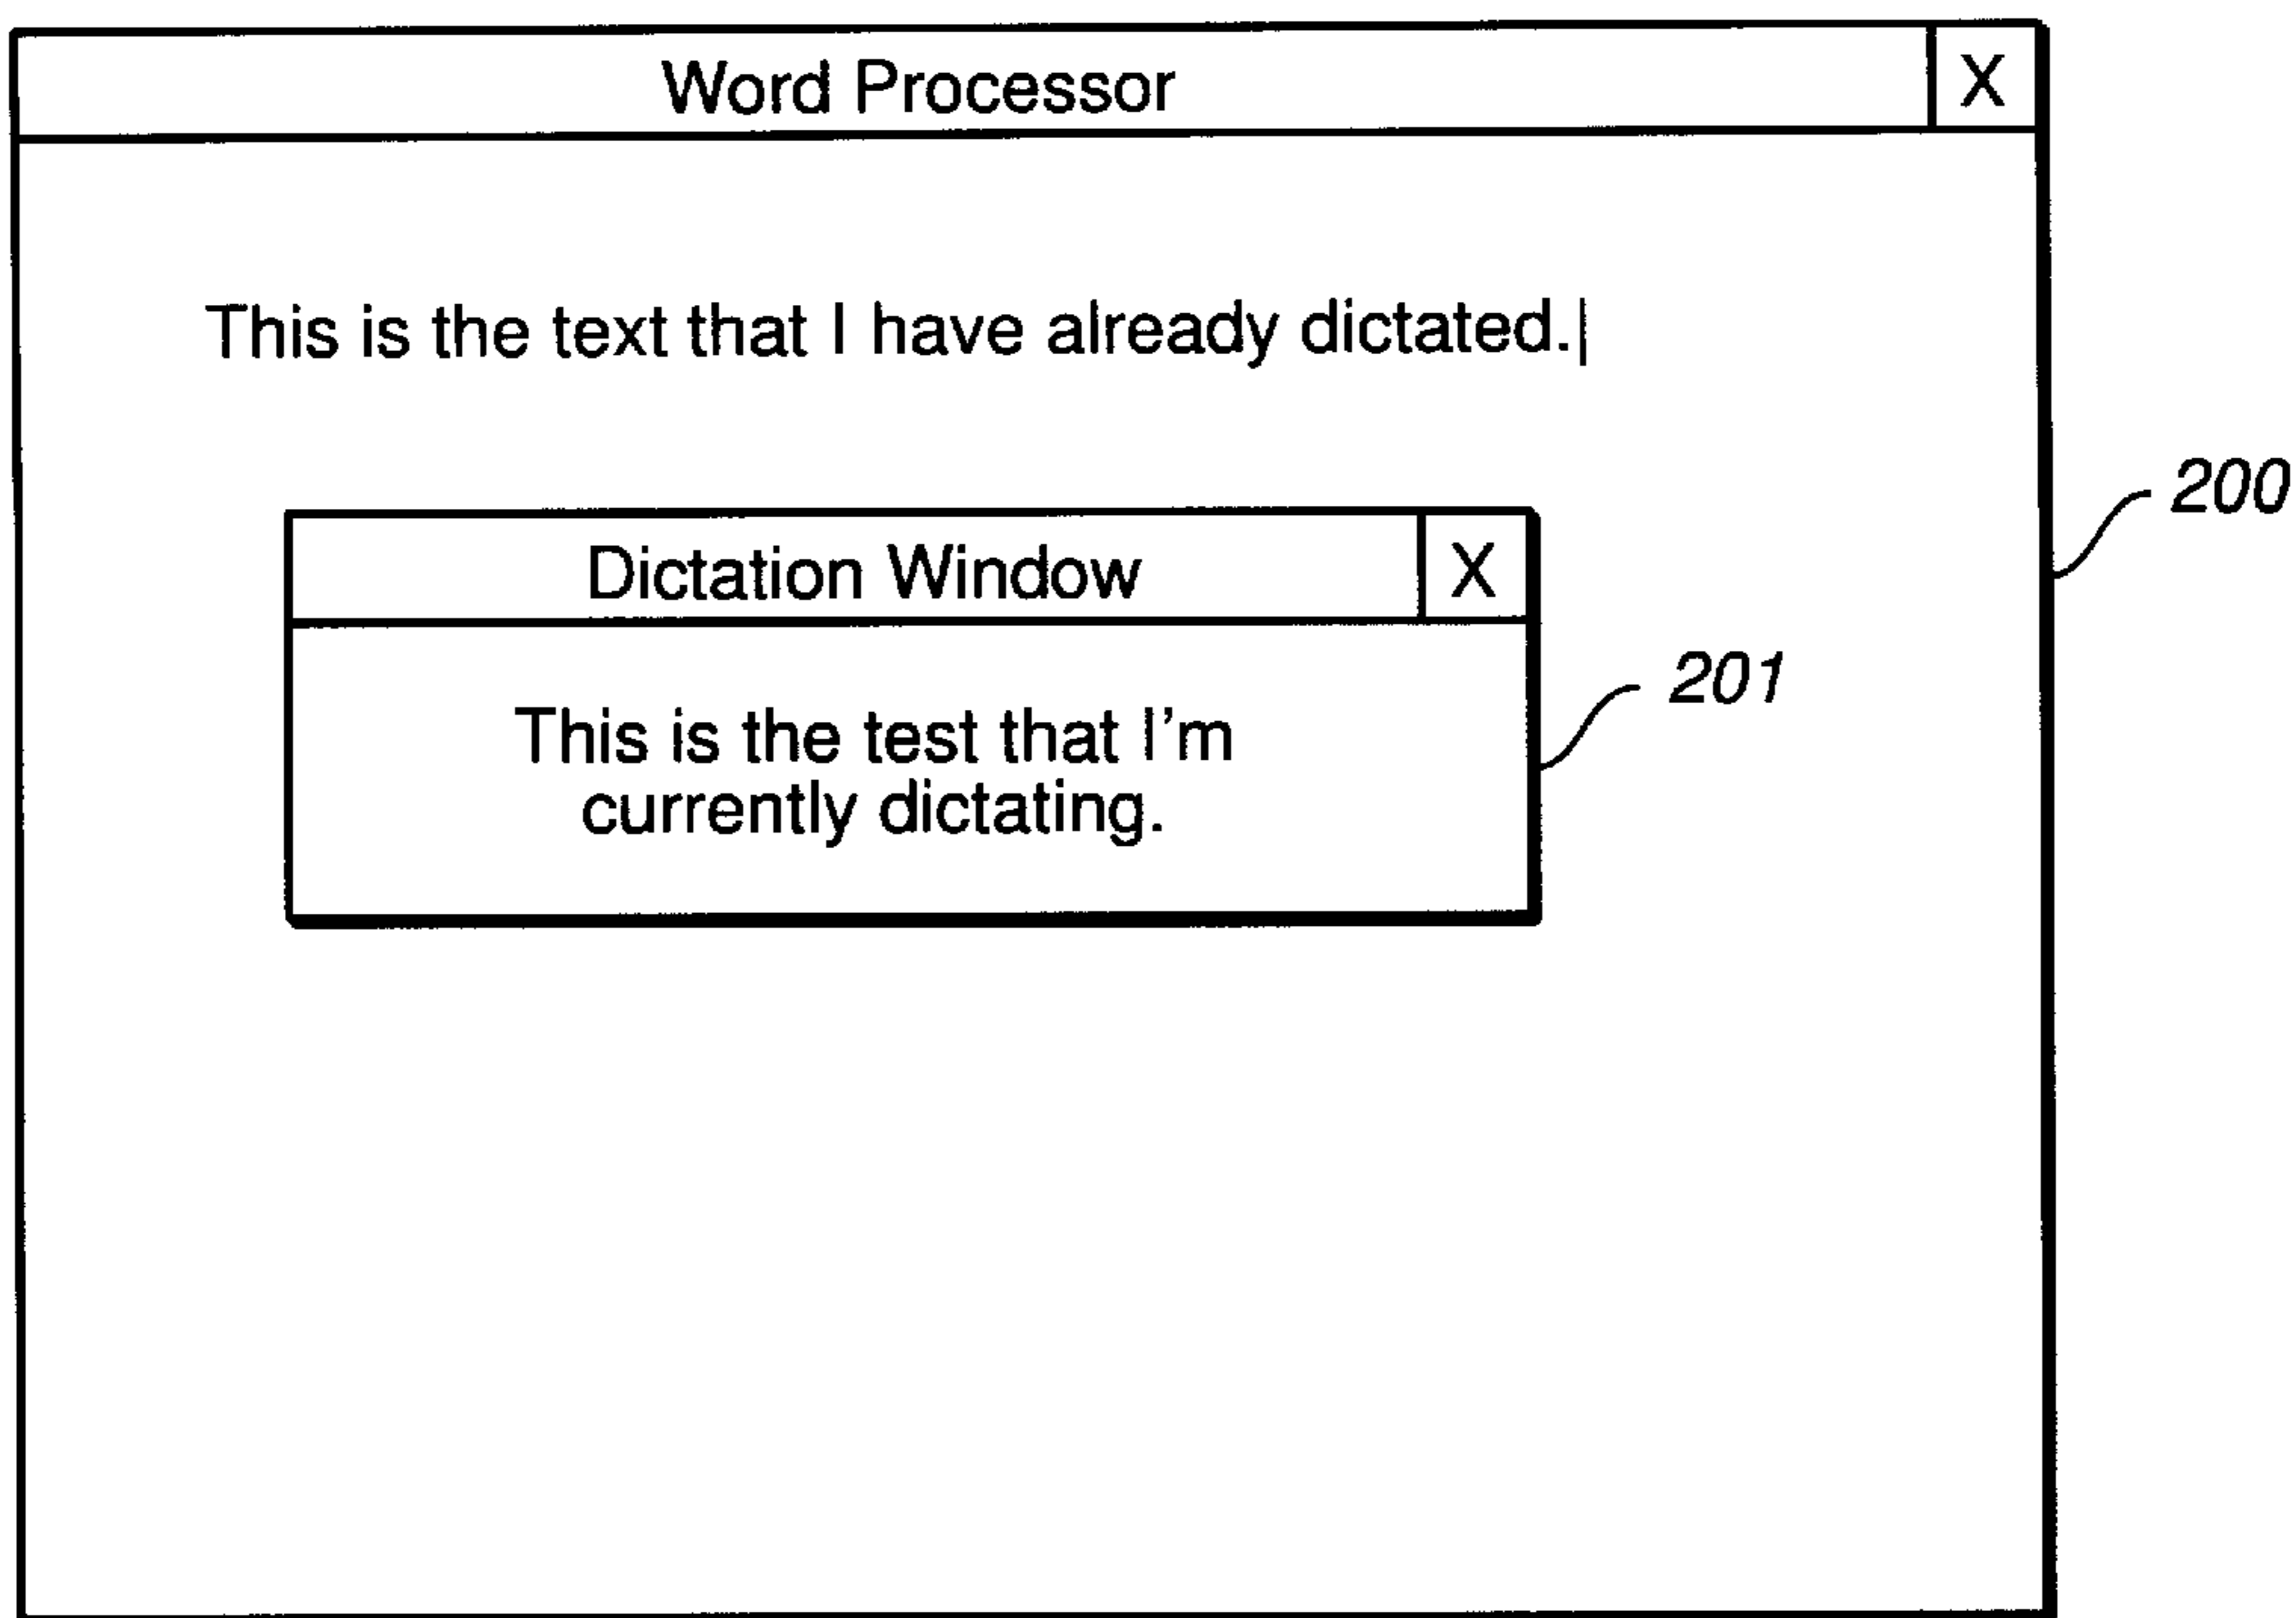 Word Processor X
This is the text that I have already dictated.|
200
Dictation Window X
201
This is the test that I'm
currently dictating.